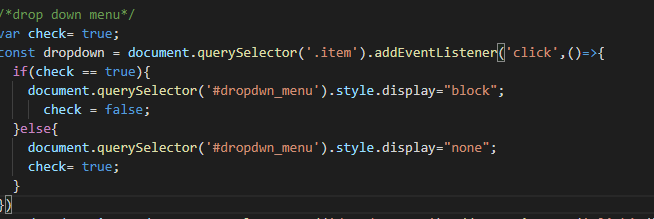 /*drop down menu*/
var check= true;
const dropdown = document.querySelector('.item').addEventListener('click',()=>{
  if(check == true){
    document.querySelector('#dropdwn_menu').style.display="block";
      check = false;
  }else{
    document.querySelector('#dropdwn_menu').style.display="none";
    check= true;
  }
})